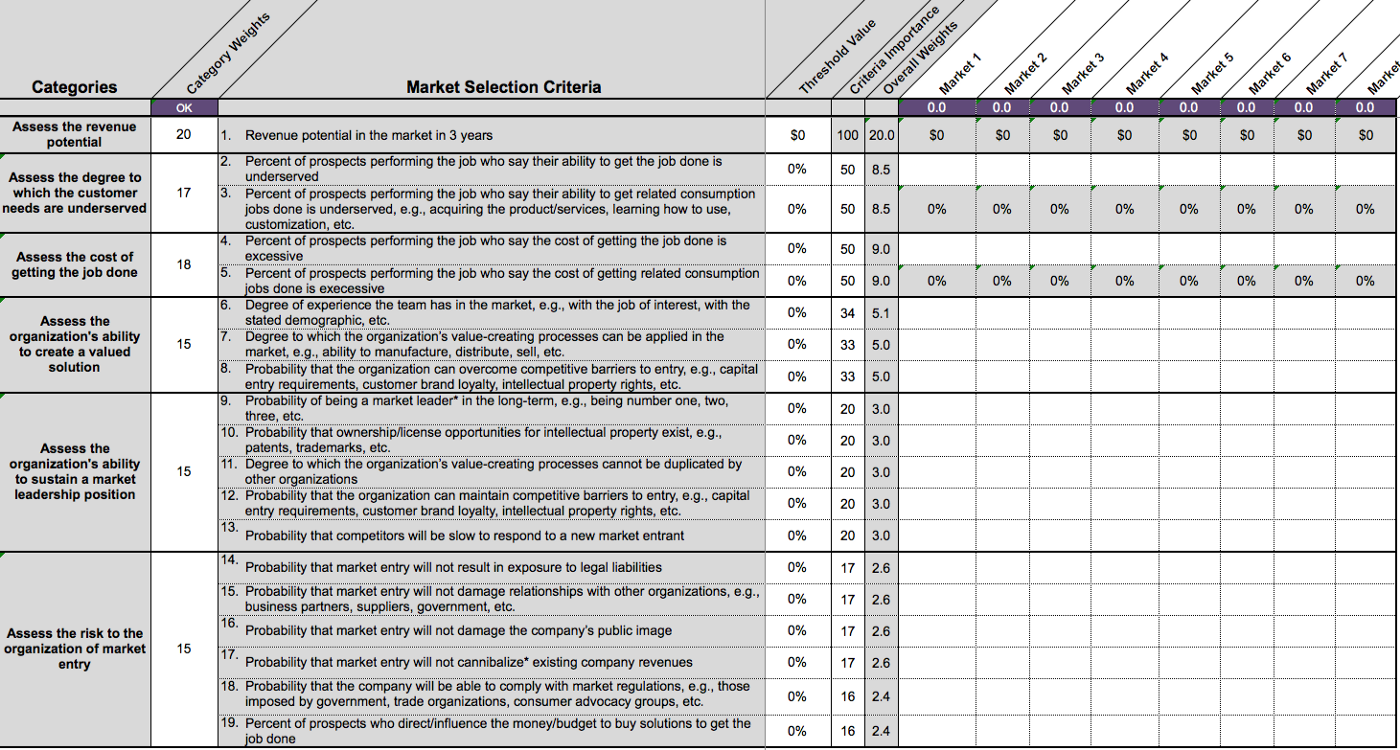 Categories
Category Weights
Market Selection Criteria
Threshold Value
Criteria Importance
Overall Weights
Market 1
Market 2
Market 3
Market 4
Market 5
Market 6
Market 7
Market
OK
0.0 0.0 0.0 0.0 0.0 0.0 0.0 0.0
Assess the revenue
potential
20
1. Revenue potential in the market in 3 years
$0 100 20.0 $0 $0 $0 $0 $0 $0 $0 $0
Assess the degree to
which the customer
needs are underserved
17
2. Percent of prospects performing the job who say their ability to get the job done is
underserved
0% 50 8.5
3. Percent of prospects performing the job who say their ability to get related consumption
jobs done is underserved, e.g., acquiring the product/services, learning how to use,
customization, etc.
0% 50 8.5 0% 0% 0% 0% 0% 0% 0% 0%
Assess the cost of
getting the job done
18
4. Percent of prospects performing the job who say the cost of getting the job done is
excessive
0% 50 9.0
5. Percent of prospects performing the job who say the cost of getting related consumption
jobs done is execessive
0% 50 9.0 0% 0% 0% 0% 0% 0% 0% 0%
Assess the
organization's ability
to create a valued
solution
15
6. Degree of experience the team has in the market, e.g., with the job of interest, with the
stated demographic, etc.
0% 34 5.1
7. Degree to which the organization's value-creating processes can be applied in the
market, e.g., ability to manufacture, distribute, sell, etc.
0% 33 5.0
8. Probability that the organization can overcome competitive barriers to entry, e.g., capital
entry requirements, customer brand loyalty, intellectual property rights, etc.
0% 33 5.0
Assess the
organization's ability
to sustain a market
leadership position
15
9. Probability of being a market leader* in the long-term, e.g., being number one, two,
three, etc.
0% 20 3.0
10. Probability that ownership/license opportunities for intellectual property exist, e.g.,
patents, trademarks, etc.
0% 20 3.0
11. Degree to which the organization's value-creating processes cannot be duplicated by
other organizations
0% 20 3.0
12. Probability that the organization can maintain competitive barriers to entry, e.g., capital
entry requirements, customer brand loyalty, intellectual property rights, etc.
0% 20 3.0
13. Probability that competitors will be slow to respond to a new market entrant
0% 20 3.0
Assess the risk to the
organization of market
entry
15
14. Probability that market entry will not result in exposure to legal liabilities
0% 17 2.6
15. Probability that market entry will not damage relationships with other organizations, e.g.,
business partners, suppliers, government, etc.
0% 17 2.6
16. Probability that market entry will not damage the company's public image
0% 17 2.6
17. Probability that market entry will not cannibalize* existing company revenues
0% 17 2.6
18. Probability that the company will be able to comply with market regulations, e.g., those
imposed by government, trade organizations, consumer advocacy groups, etc.
0% 16 2.4
19. Percent of prospects who direct/influence the money/budget to buy solutions to get the
job done
0% 16 2.4